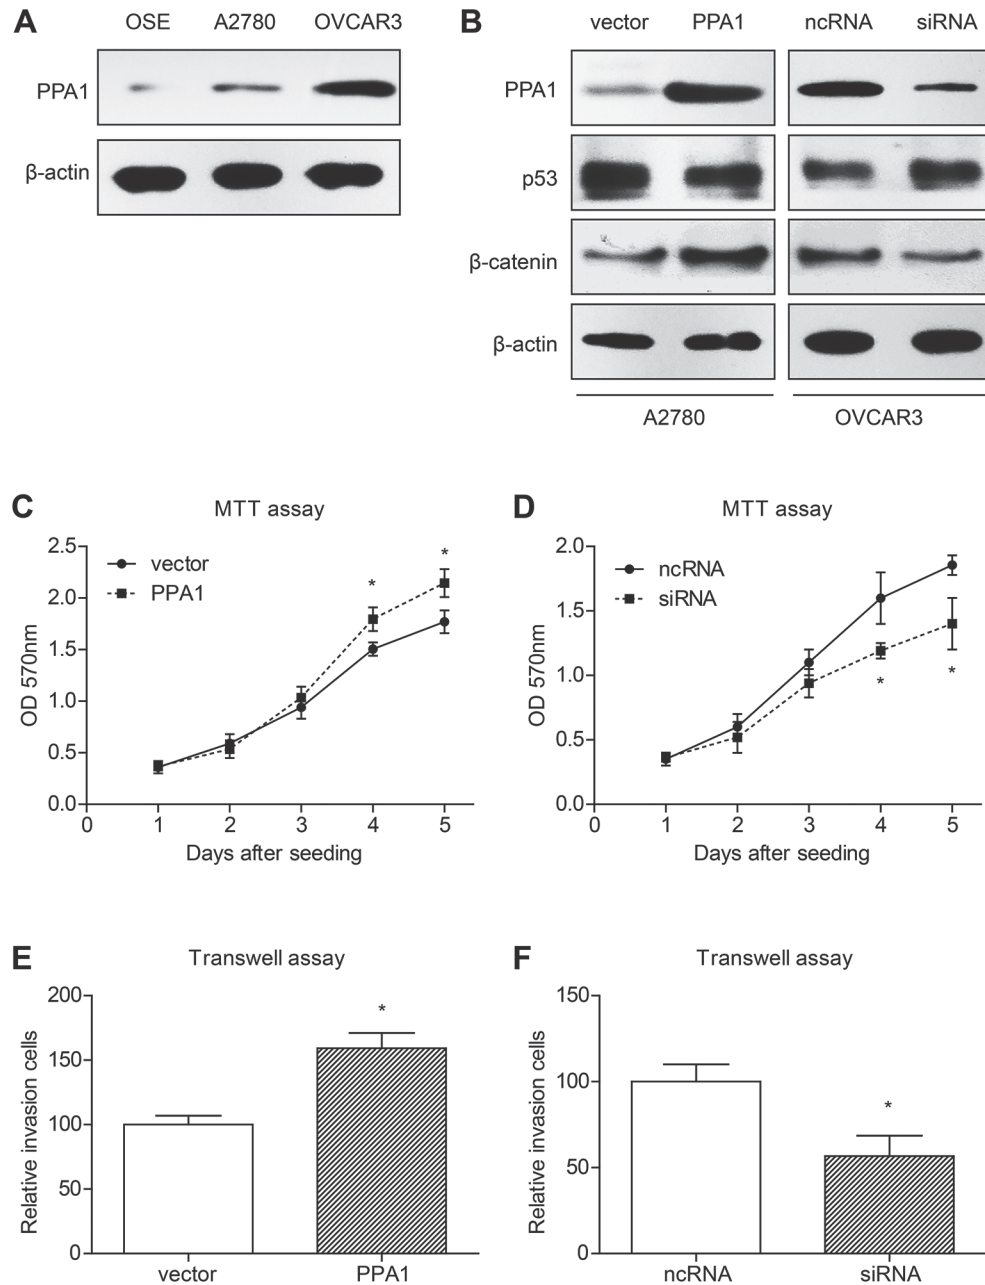 A
OSE A2780 OVCAR3
PPA1
β-actin
B
vector PPA1 ncRNA siRNA
PPA1
p53
β-catenin
β-actin
A2780 OVCAR3
C
MTT assay
vector
PPA1
OD 570nm
2.5
2.0
1.5
1.0
0.5
0.0
* *
0 1 2 3 4 5
Days after seeding
D
MTT assay
ncRNA
siRNA
OD 570nm
2.0
1.5
1.0
0.5
0.0
* *
0 1 2 3 4 5
Days after seeding
E
Transwell assay
Relative invasion cells
200
150
100
50
0
*
vector PPA1
F
Transwell assay
Relative invasion cells
150
100
50
0
*
ncRNA siRNA